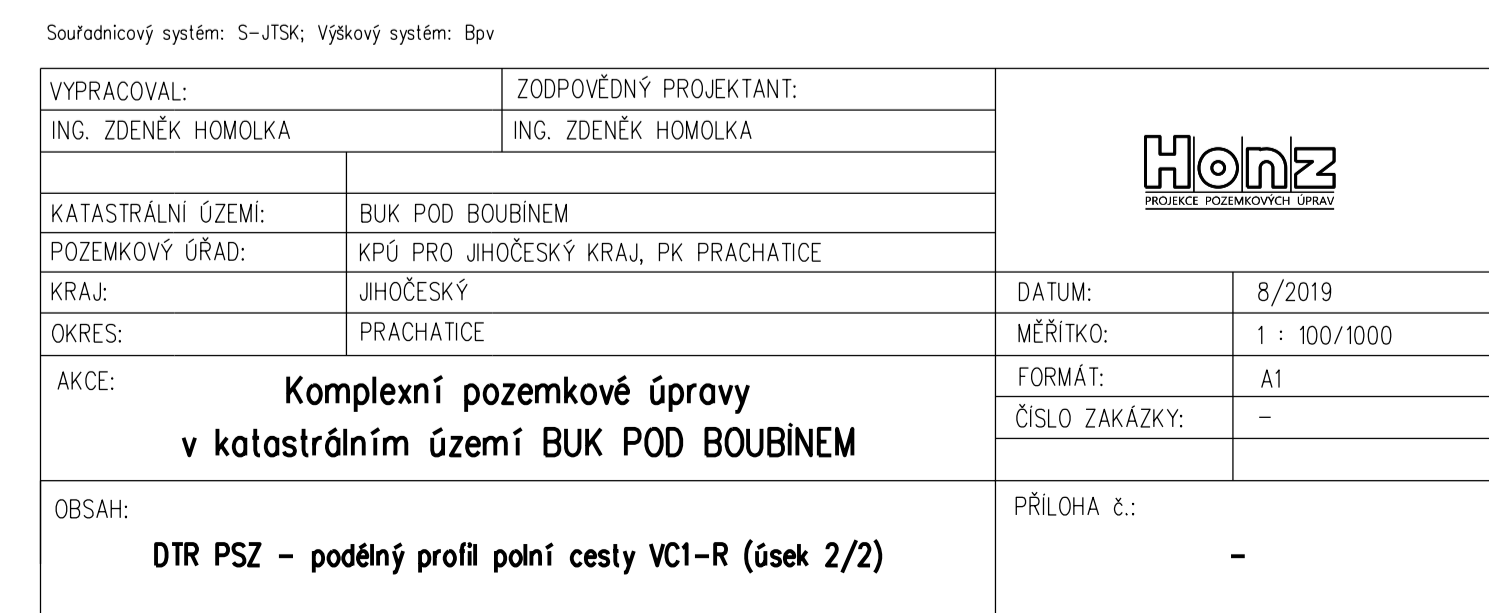 Souřadnicový systém: S-JTSK; Výškový systém: Bpv
VYPRACOVAL: ZODPOVĚDNÝ PROJEKTANT:
ING. ZDENĚK HOMOLKA ING. ZDENĚK HOMOLKA
Honz
PROJEKCE POZEMKOVÝCH ÚPRAV
KATASTRÁLNÍ ÚZEMÍ: BUK POD BOUBÍNEM
POZEMKOVÝ ÚŘAD: KPÚ PRO JIHOČESKÝ KRAJ, PK PRACHATICE
KRAJ: JIHOČESKÝ DATUM: 8/2019
OKRES: PRACHATICE MĚŘÍTKO: 1 : 100/1000
AKCE: Komplexní pozemkové úpravy
v katastrálním území BUK POD BOUBÍNEM
FORMÁT: A1
ČÍSLO ZAKÁZKY: –
OBSAH:
DTR PSZ – podélný profil polní cesty VC1-R (úsek 2/2)
PŘÍLOHA č.:
–